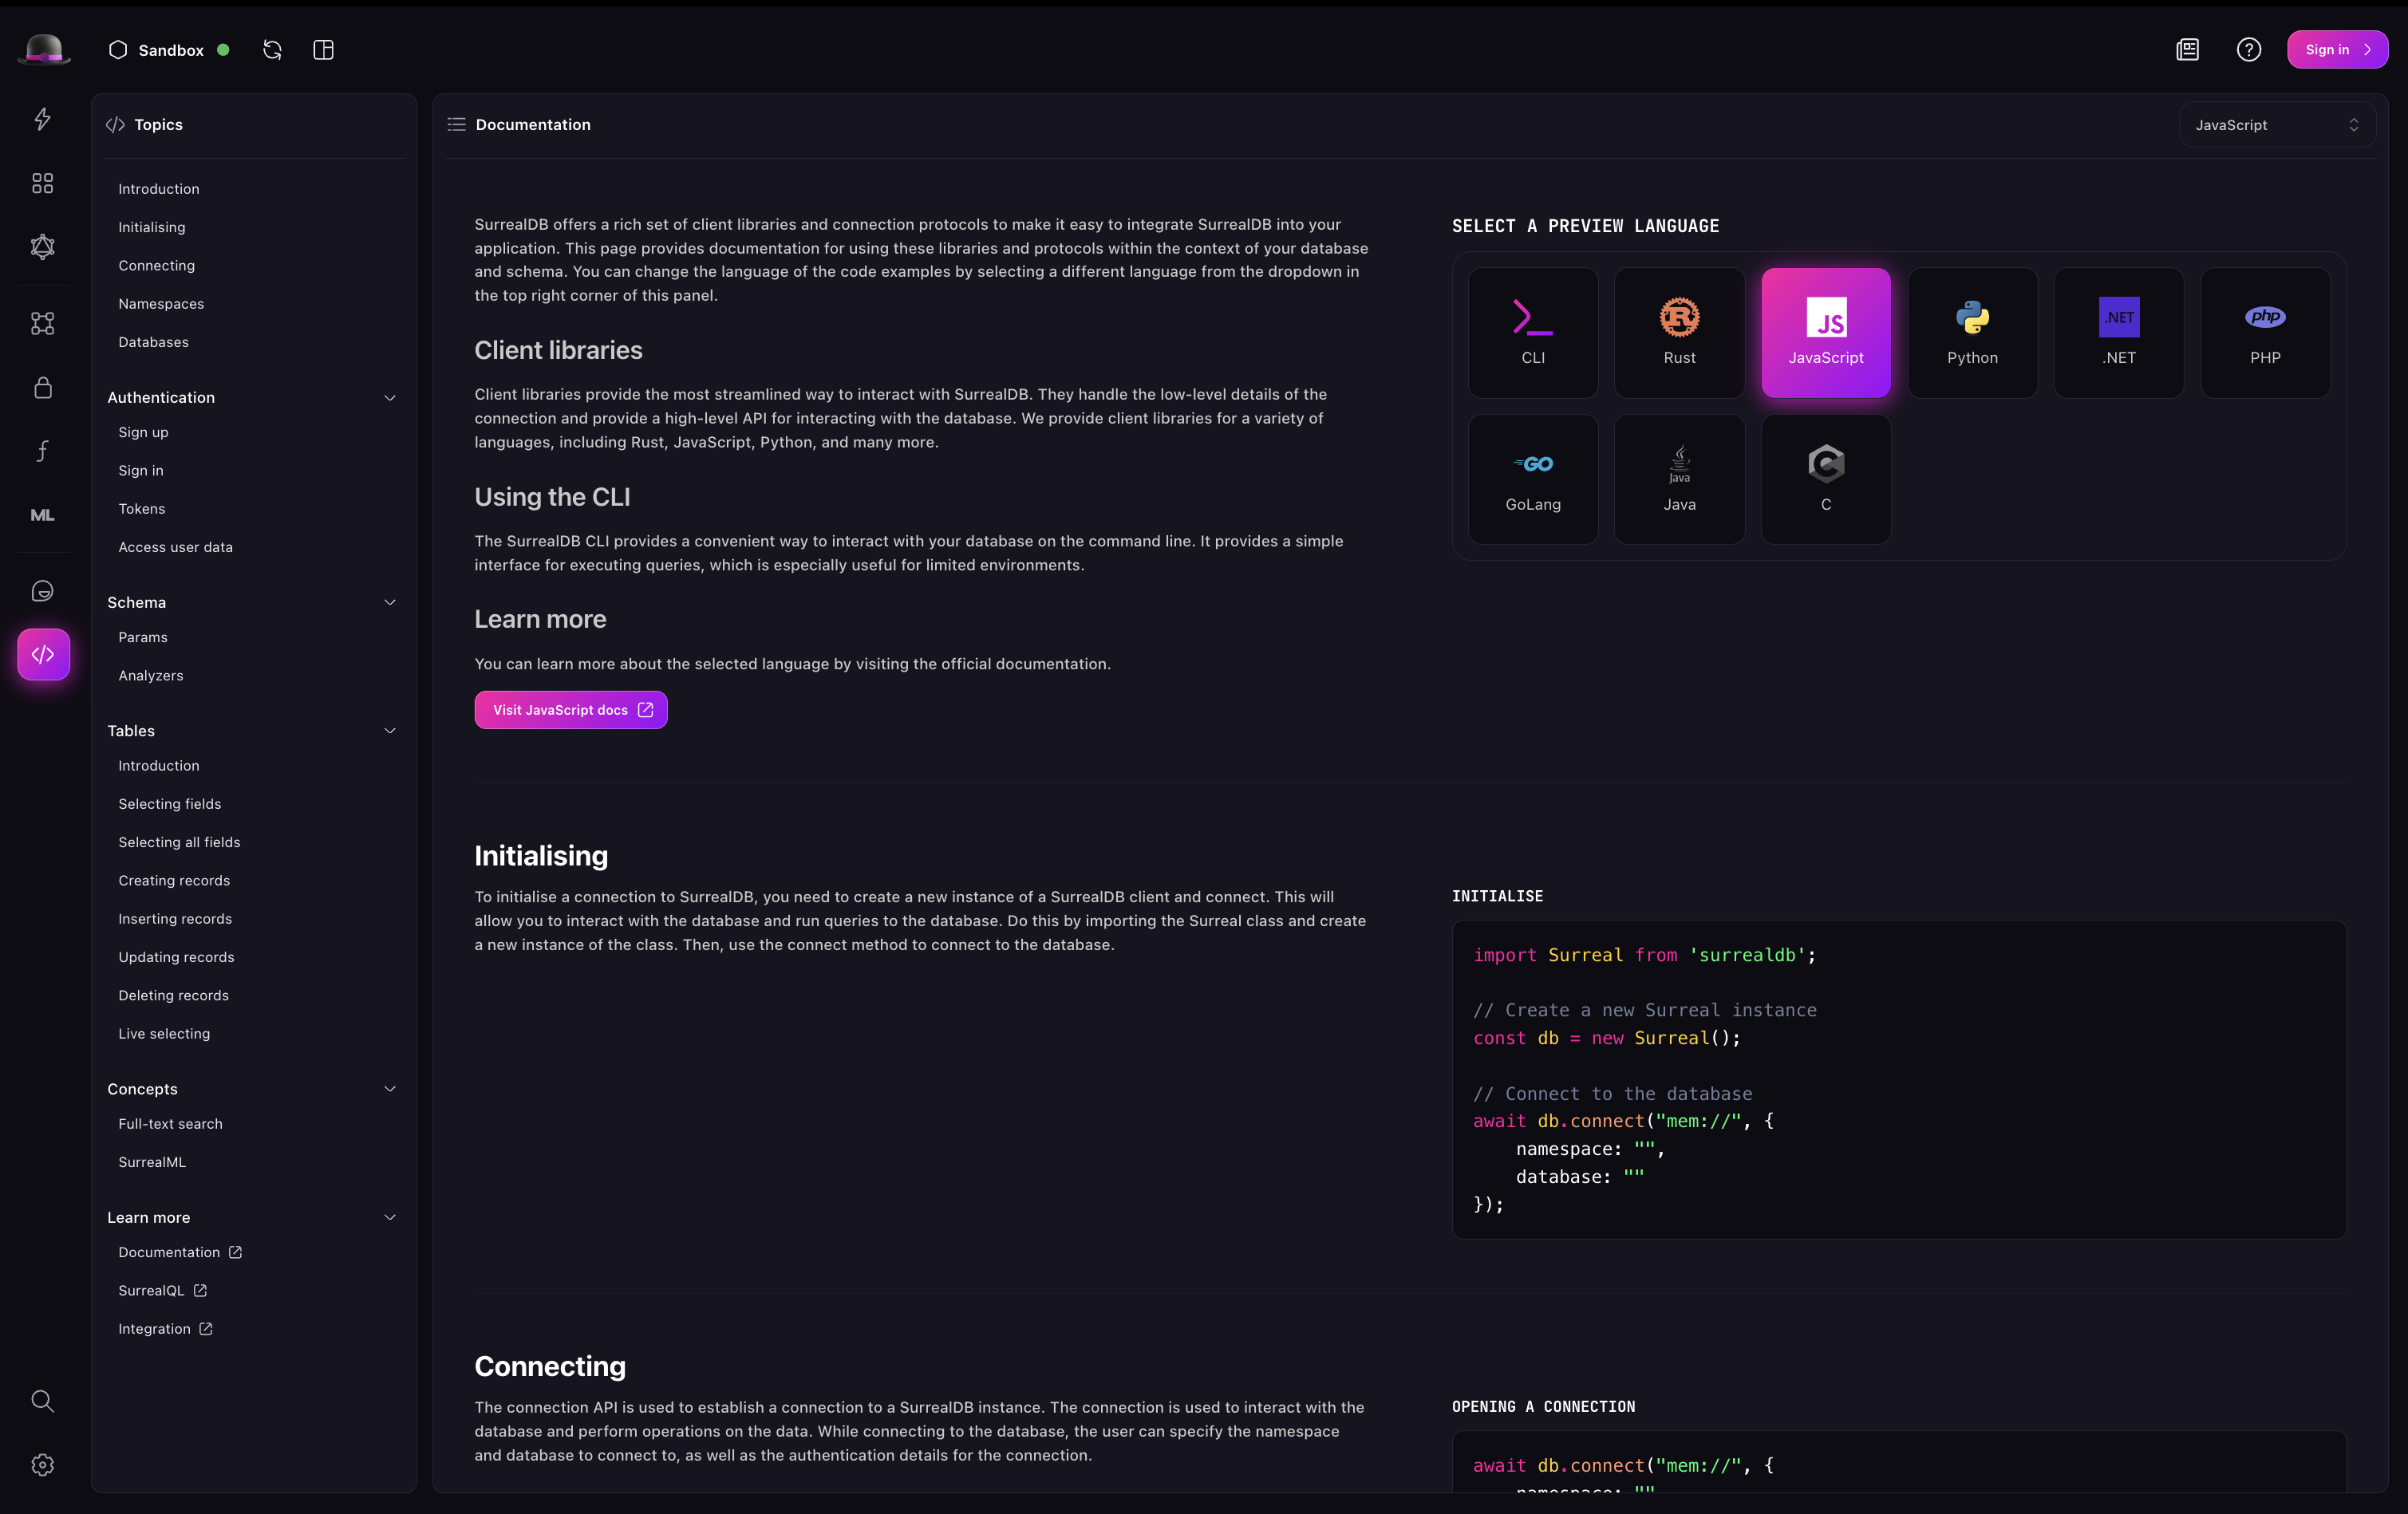 Sandbox
Sign in
Topics
Introduction
Initialising
Connecting
Namespaces
Databases
Authentication
Sign up
Sign in
Tokens
Access user data
Schema
Params
Analyzers
Tables
Introduction
Selecting fields
Selecting all fields
Creating records
Inserting records
Updating records
Deleting records
Live selecting
Concepts
Full-text search
SurrealML
Learn more
Documentation
SurrealQL
Integration
ML
Documentation
JavaScript
SurrealDB offers a rich set of client libraries and connection protocols to make it easy to integrate SurrealDB into your
application. This page provides documentation for using these libraries and protocols within the context of your database
and schema. You can change the language of the code examples by selecting a different language from the dropdown in
the top right corner of this panel.
Client libraries
Client libraries provide the most streamlined way to interact with SurrealDB. They handle the low-level details of the
connection and provide a high-level API for interacting with the database. We provide client libraries for a variety of
languages, including Rust, JavaScript, Python, and many more.
Using the CLI
The SurrealDB CLI provides a convenient way to interact with your database on the command line. It provides a simple
interface for executing queries, which is especially useful for limited environments.
Learn more
You can learn more about the selected language by visiting the official documentation.
Visit JavaScript docs
SELECT A PREVIEW LANGUAGE
CLI
R
Rust
JS
JavaScript
Python
.NET
.NET
php
PHP
GO
GoLang
Java
Java
C
C
Initialising
To initialise a connection to SurrealDB, you need to create a new instance of a SurrealDB client and connect. This will
allow you to interact with the database and run queries to the database. Do this by importing the Surreal class and create
a new instance of the class. Then, use the connect method to connect to the database.
INITIALISE
import Surreal from 'surrealdb';
// Create a new Surreal instance
const db = new Surreal();
// Connect to the database
await db.connect("mem://", {
namespace: "",
database: ""
});
Connecting
The connection API is used to establish a connection to a SurrealDB instance. The connection is used to interact with the
database and perform operations on the data. While connecting to the database, the user can specify the namespace
and database to connect to, as well as the authentication details for the connection.
OPENING A CONNECTION
await db.connect("mem://", {
namespace: ""